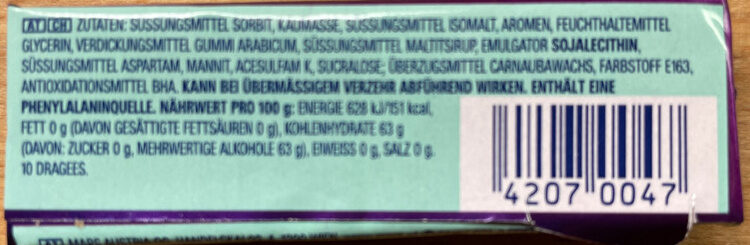 AT CH ZUTATEN: SÜSSUNGSMITTEL SORBIT, KAUMASSE, SÜSSUNGSMITTEL ISOMALT, AROMEN, FEUCHTHALTEMITTEL
GLYCERIN, VERDICKUNGSMITTEL GUMMI ARABICUM, SÜSSUNGSMITTEL MALTITSIRUP, EMULGATOR SOJALECITHIN,
SÜSSUNGSMITTEL ASPARTAM, MANNIT, ACESULFAM K, SUCRALOSE; ÜBERZUGSMITTEL CARNAUBAWACHS, FARBSTOFF E163,
ANTIOXIDATIONSMITTEL BHA. KANN BEI ÜBERMÄSSIGEM VERZEHR ABFÜHREND WIRKEN. ENTHÄLT EINE
PHENYLALANINQUELLE. NÄHRWERT PRO 100 g: ENERGIE 628 kJ/151 kcal,
FETT 0 g (DAVON GESÄTTIGTE FETTSÄUREN 0 g), KOHLENHYDRATE 63 g
(DAVON: ZUCKER 0 g, MEHRWERTIGE ALKOHOLE 63 g), EIWEISS 0 g, SALZ 0 g.
10 DRAGEES.
4207 0047